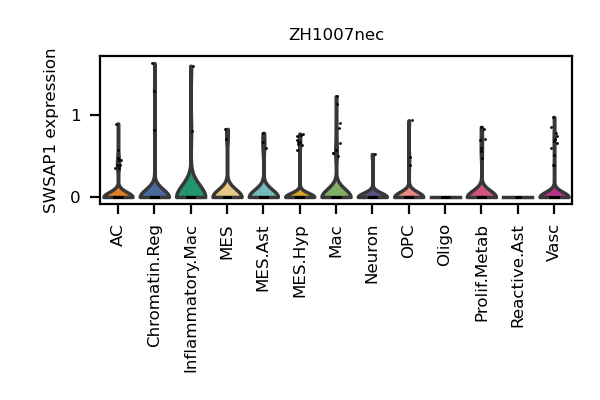 ZH1007nec
SWSAP1 expression
1
0
AC
Chromatin.Reg
Inflammatory.Mac
MES
MES.Ast
MES.Hyp
Mac
Neuron
OPC
Oligo
Prolif.Metab
Reactive.Ast
Vasc